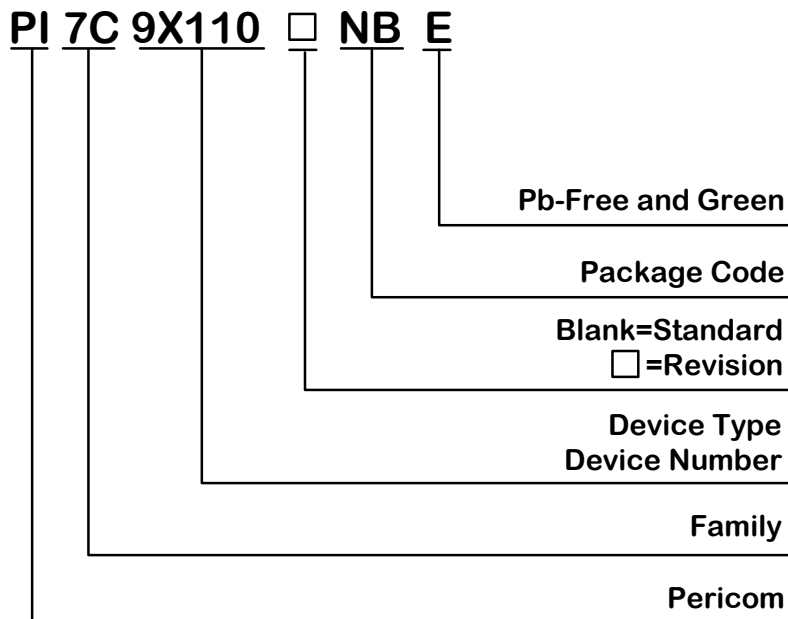 PI 7C 9X110 □ NB E
Pb-Free and Green
Package Code
Blank=Standard
□=Revision
Device Type
Device Number
Family
Pericom